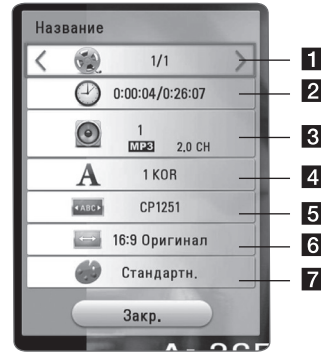 Название
1/1 1
0:00:04/0:26:07 2
1 3
MP3 2.0 CH
A 1 KOR 4
ABC CP1251 5
16:9 Оригинал 6
Стандартн. 7
Закр.